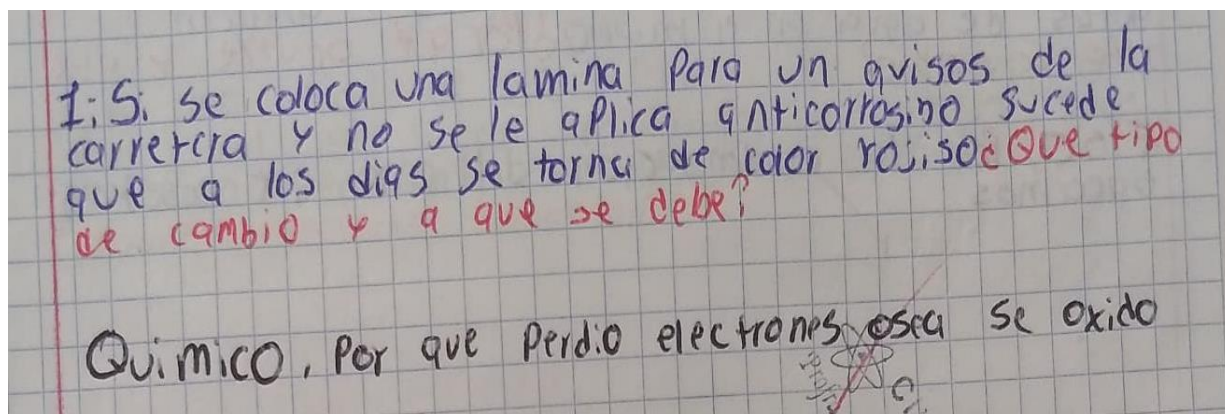 1: Si se coloca una lamina para un avisos de la
carrercra y no se le aplica anticorrosino sucede
que a los dias se torna de color rojiso ¿Que tipo
de cambio y a que se debe?
Quimico, Por que Perdio electrones osea se oxido